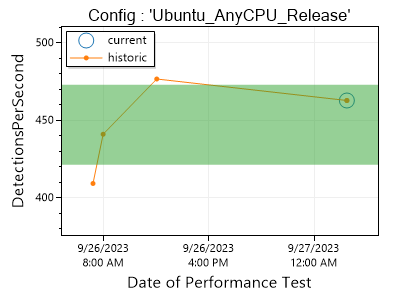 Config : 'Ubuntu_AnyCPU_Release'
current
historic
500
450
400
DetectionsPerSecond
9/26/2023 9/26/2023 9/27/2023
8:00 AM 4:00 PM 12:00 AM
Date of Performance Test